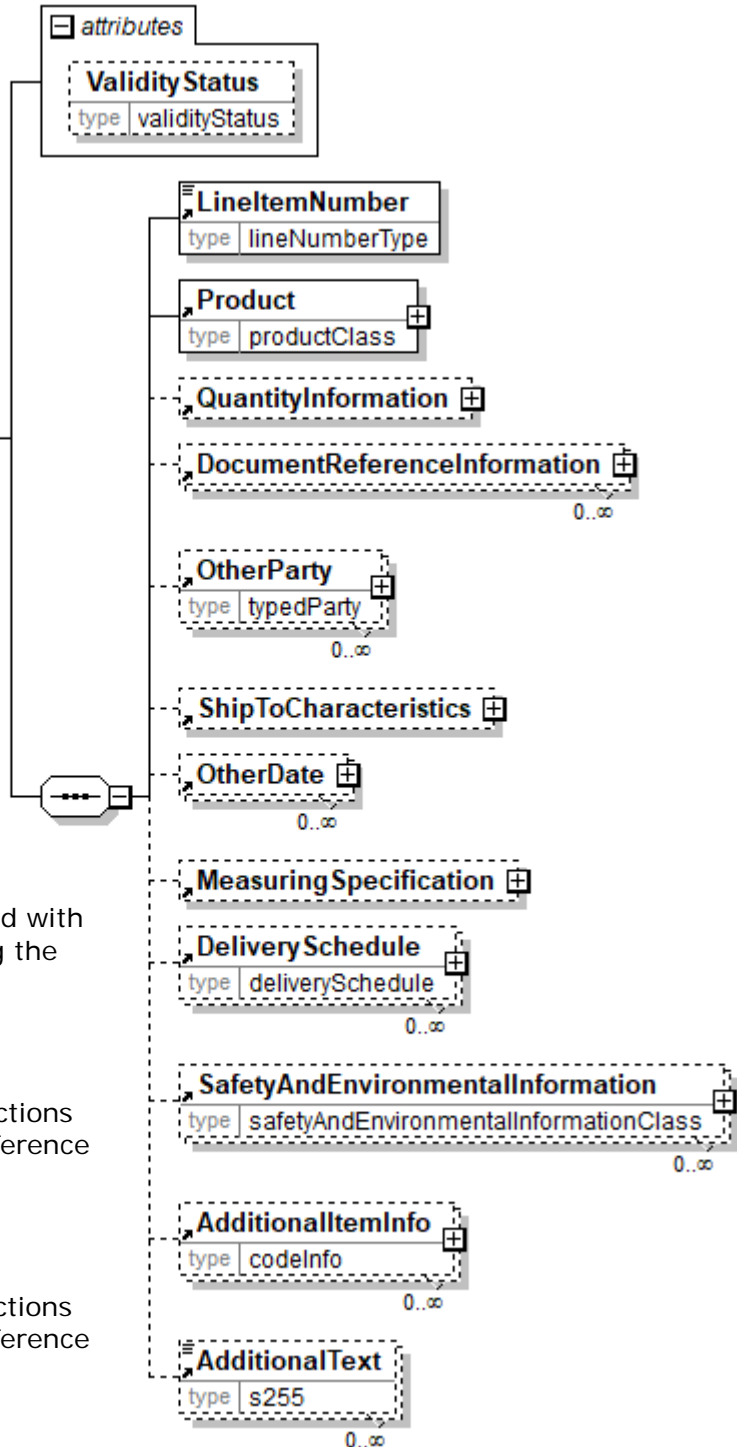 attributes
ValidityStatus
type validityStatus
LineItemNumber
type lineNumberType
Product
type productClass
QuantityInformation
DocumentReferenceInformation
0..∞
OtherParty
type typedParty
0..∞
ShipToCharacteristics
OtherDate
0..∞
MeasuringSpecification
d with
g the
DeliverySchedule
type deliverySchedule
0..∞
SafetyAndEnvironmentalInformation
type safetyAndEnvironmentalInformationClass
0..∞
ctions
ference
AdditionalItemInfo
type codeInfo
0..∞
ctions
ference
AdditionalText
type s255
0..∞